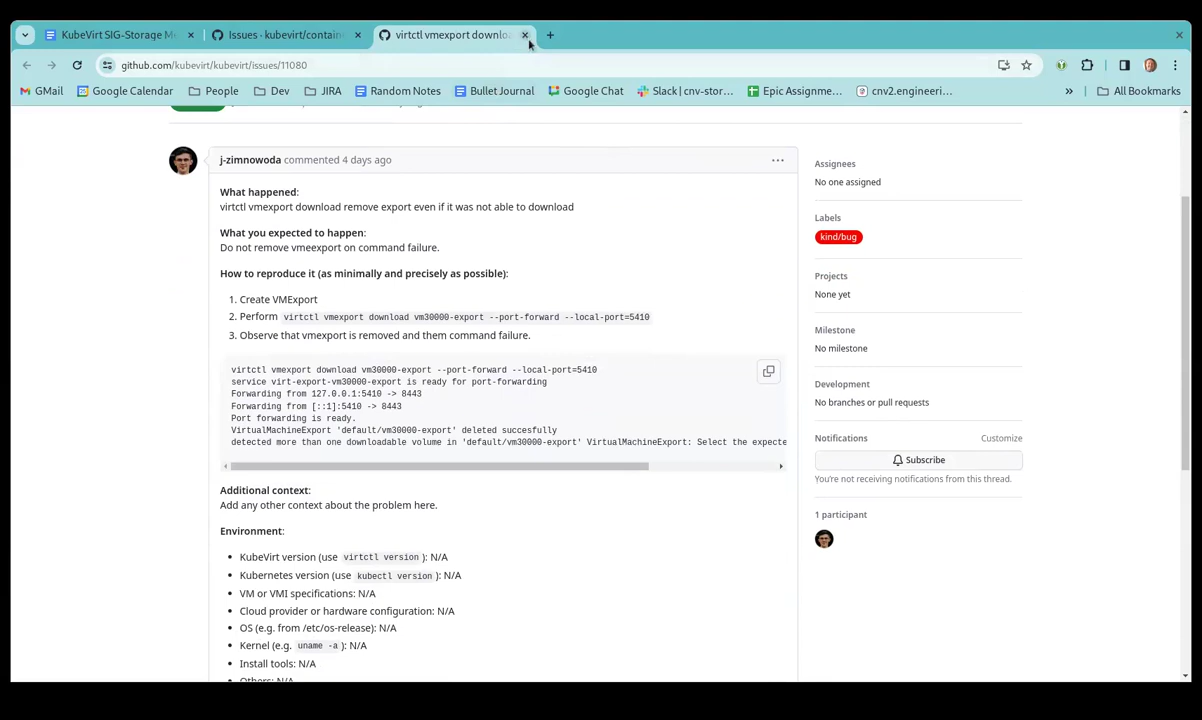 KubeVirt SIG-Storage Me
Issues · kubevirt/contain
virtctl vmexport downloa
github.com/kubevirt/kubevirt/issues/11080
GMail
Google Calendar
People
Dev
JIRA
Random Notes
Bullet Journal
Google Chat
Slack | cnv-stor...
Epic Assignme...
cnv2.engineeri...
»
All Bookmarks
j-zimnowoda commented 4 days ago
What happened:
virtctl vmexport download remove export even if it was not able to download
What you expected to happen:
Do not remove vmeexport on command failure.
How to reproduce it (as minimally and precisely as possible):
1. Create VMExport
2. Perform virtctl vmexport download vm30000-export --port-forward --local-port=5410
3. Observe that vmexport is removed and them command failure.
virtctl vmexport download vm30000-export --port-forward --local-port=5410
service virt-export-vm30000-export is ready for port-forwarding
Forwarding from 127.0.0.1:5410 -> 8443
Forwarding from [::1]:5410 -> 8443
Port forwarding is ready.
VirtualMachineExport 'default/vm30000-export' deleted succesfully
detected more than one downloadable volume in 'default/vm30000-export' VirtualMachineExport: Select the expecte
Additional context:
Add any other context about the problem here.
Environment:
• KubeVirt version (use virtctl version): N/A
• Kubernetes version (use kubectl version): N/A
• VM or VMI specifications: N/A
• Cloud provider or hardware configuration: N/A
• OS (e.g. from /etc/os-release): N/A
• Kernel (e.g. uname -a): N/A
• Install tools: N/A
• Others: N/A
Assignees
No one assigned
Labels
kind/bug
Projects
None yet
Milestone
No milestone
Development
No branches or pull requests
Notifications
Customize
Subscribe
You're not receiving notifications from this thread.
1 participant